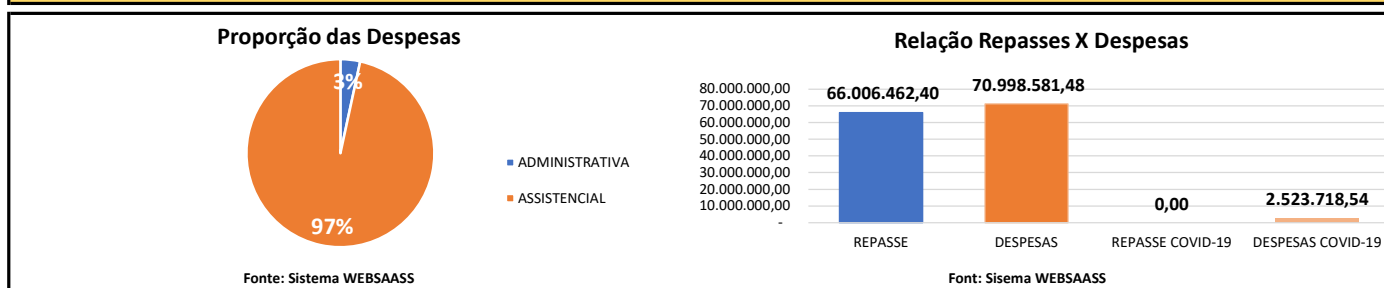 Proporção das Despesas
3%
97%
ADMINISTRATIVA
ASSISTENCIAL
Fonte: Sistema WEBSAASS
Relação Repasses X Despesas
80.000.000,00
70.000.000,00
60.000.000,00
50.000.000,00
40.000.000,00
30.000.000,00
20.000.000,00
10.000.000,00
-
66.006.462,40
70.998.581,48
0,00
2.523.718,54
REPASSE
DESPESAS
REPASSE COVID-19
DESPESAS COVID-19
Font: Sisema WEBSAASS